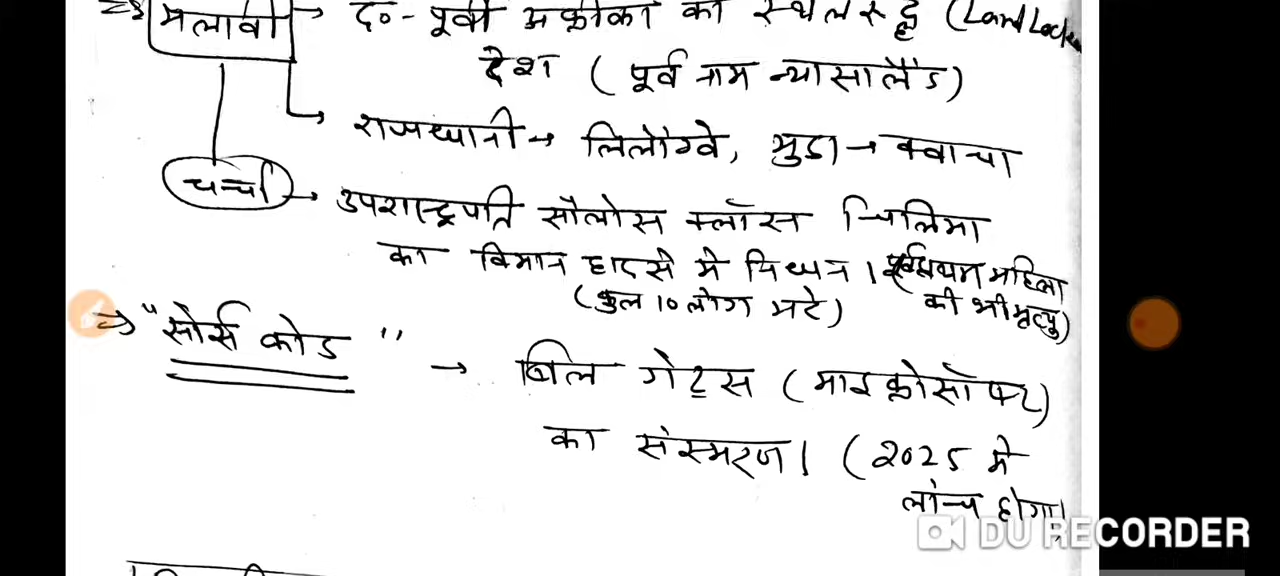 ⇒ मलावी → द०-पूर्वी अफ्रीका का स्थलरुद्ध (Land Locke
देश (पूर्व नाम न्यासालैंड)
→ राजधानी → लिलोंग्वे, मुद्रा → क्वाचा
चर्चा → उपराष्ट्रपति सौलोस क्लॉस चिलिमा
का विमान हादसे मे निधन। (पूर्व प्रथम महिला
(कुल 10 लोग मरे) की भी मृत्यु)
⇒ "सोर्स कोड" → बिल गेट्स (माइक्रोसॉफ्ट)
का संस्मरण। (2025 मे
लांन्च होगा।
DU RECORDER